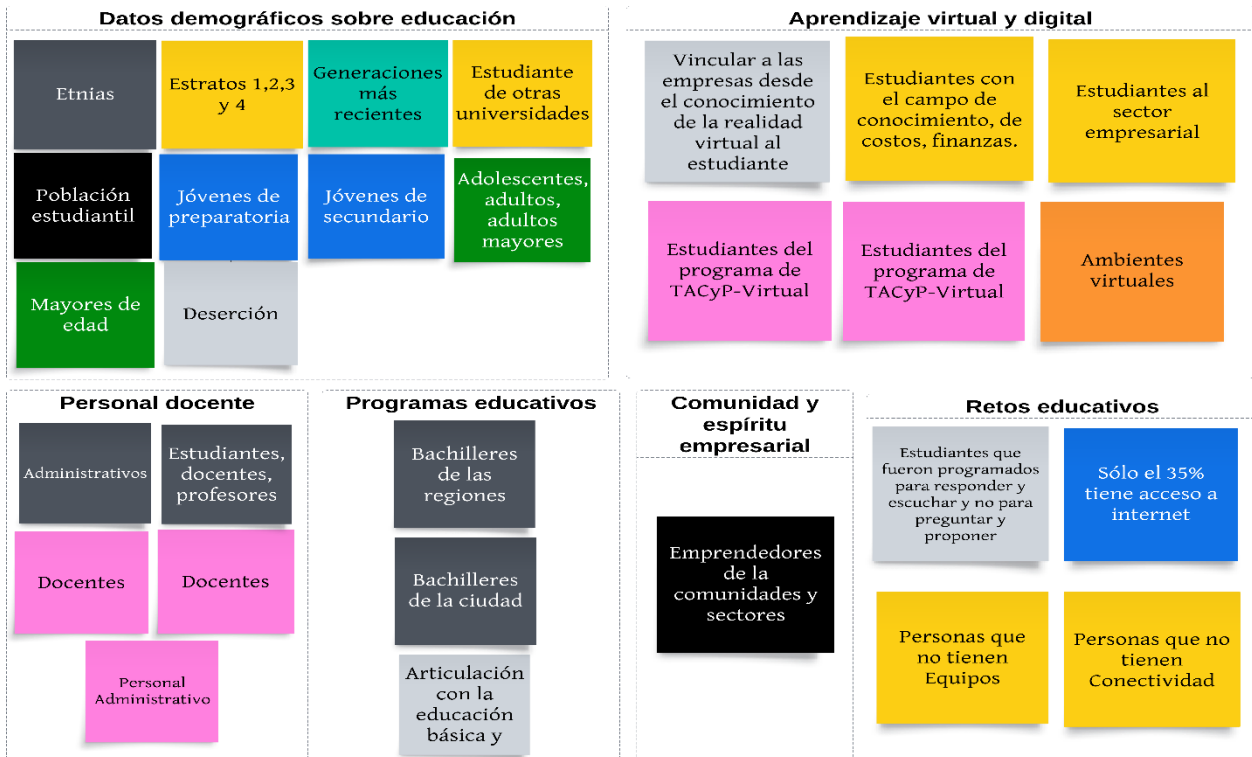 Datos demográficos sobre educación
Etnias
Estratos 1,2,3
y 4
Generaciones
más
recientes
Estudiante
de otras
universidades
Población
estudiantil
Jóvenes de
preparatoria
Jóvenes de
secundario
Adolescentes,
adultos,
adultos
mayores
Mayores de
edad
Deserción
Aprendizaje virtual y digital
Vincular a las
empresas desde
el conocimiento
de la realidad
virtual al
estudiante
Estudiantes con
el campo de
conocimiento, de
costos, finanzas.
Estudiantes al
sector
empresarial
Estudiantes del
programa de
TACyP-Virtual
Estudiantes del
programa de
TACyP-Virtual
Ambientes
virtuales
Personal docente
Administrativos
Estudiantes,
docentes,
profesores
Docentes
Docentes
Personal
Administrativo
Programas educativos
Bachilleres
de las
regiones
Bachilleres
de la ciudad
Articulación
con la
educación
básica y
Comunidad y
espíritu
empresarial
Emprendedores
de la
comunidades y
sectores
Retos educativos
Estudiantes que
fueron programados
para responder y
escuchar y no para
preguntar y
proponer
Sólo el 35%
tiene acceso a
internet
Personas que
no tienen
Equipos
Personas que no
tienen
Conectividad